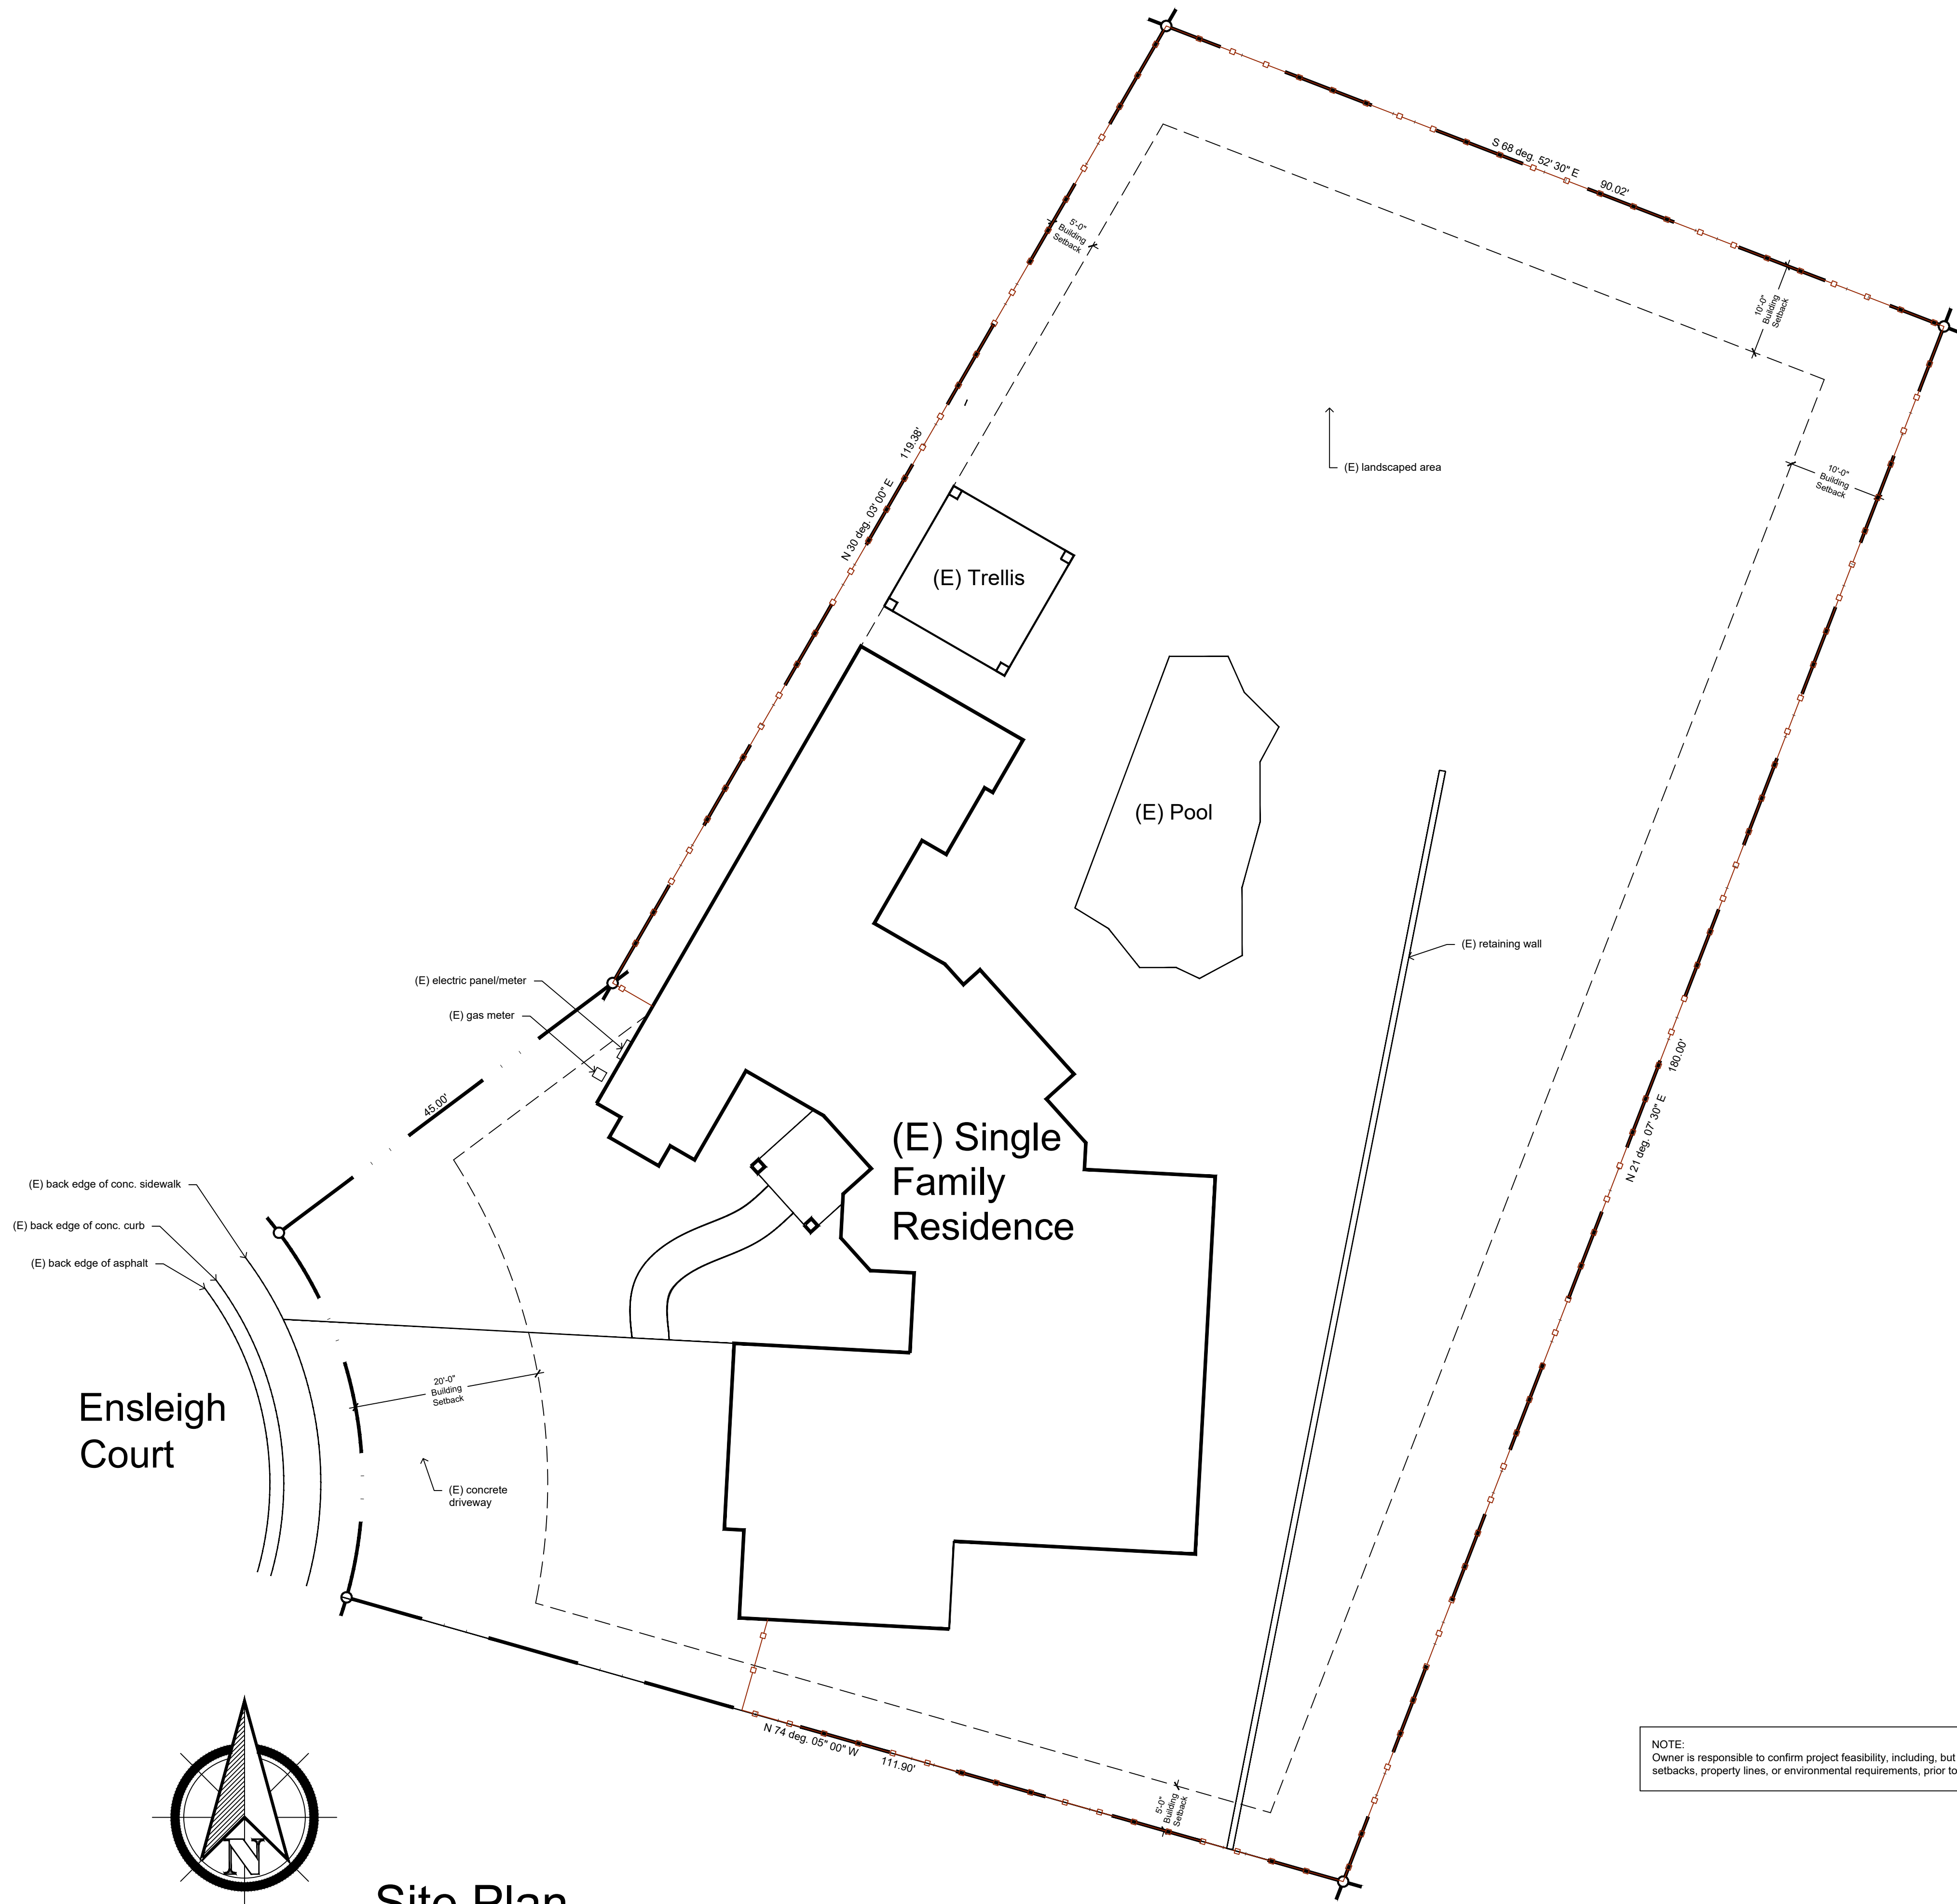 S 68 deg. 52' 30" E
90.02'
5'-0"
Building
Setback
10'-0"
Building
Setback
119.38'
N 30 deg. 03' 00" E
(E) landscaped area
10'-0"
Building
Setback
(E) Trellis
(E) Pool
(E) retaining wall
(E) electric panel/meter
(E) gas meter
180.00'
N 21 deg. 07' 30" E
45.00'
(E) Single
Family
Residence
(E) back edge of conc. sidewalk
(E) back edge of conc. curb
(E) back edge of asphalt
20'-0"
Building
Setback
Ensleigh
Court
(E) concrete
driveway
N 74 deg. 05" 00" W
111.90'
5'-0"
Building
Setback
NOTE:
Owner is responsible to confirm project feasibility, including, but
setbacks, property lines, or environmental requirements, prior to
N
Site Plan